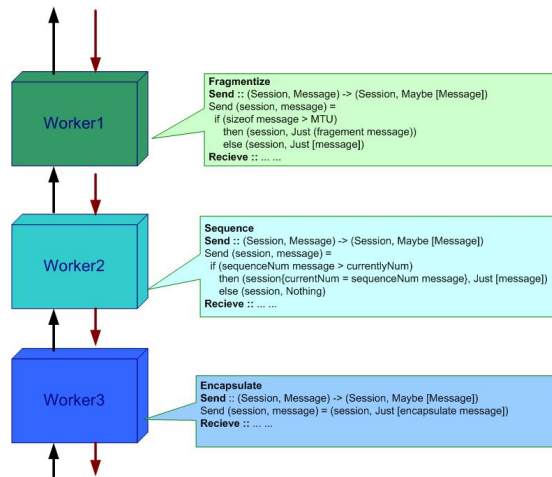 Worker1
Fragmentize
Send :: (Session, Message) -> (Session, Maybe [Message])
Send (session, message) =
if (sizeof message > MTU)
then (session, Just (fragement message))
else (session, Just [message])
Recieve :: ... ...
Worker2
Sequence
Send :: (Session, Message) -> (Session, Maybe [Message])
Send (session, message) =
if (sequenceNum message > currentlyNum)
then (session{currentNum = sequenceNum message}, Just [message])
else (session, Nothing)
Recieve :: ... ...
Worker3
Encapsulate
Send :: (Session, Message) -> (Session, Maybe [Message])
Send (session, message) = (session, Just [encapsulate message])
Recieve :: ... ...